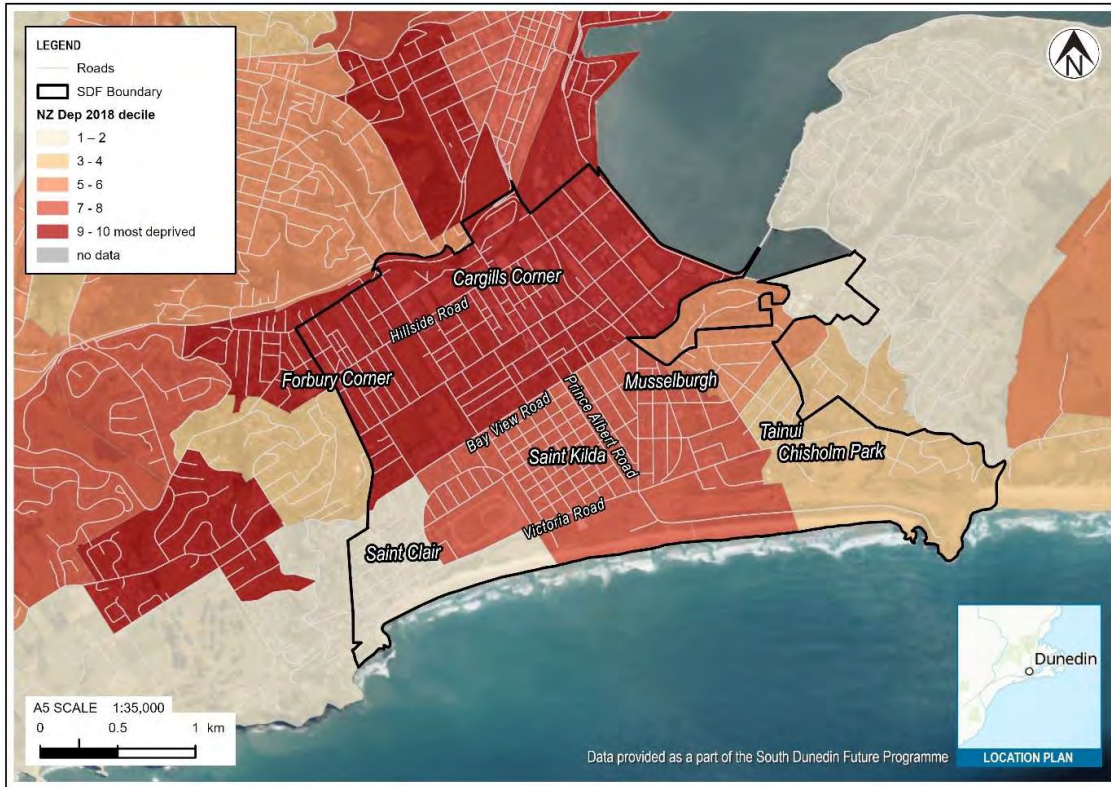 LEGEND
Roads
SDF Boundary
NZ Dep 2018 decile
1 – 2
3 - 4
5 - 6
7 - 8
9 - 10 most deprived
no data
N
Cargills Corner
Hillside Road
Forbury Corner
Musselburgh
Prince Albert Road
Bay View Road
Tainui
Chisholm Park
Saint Kilda
Victoria Road
Saint Clair
A5 SCALE 1:35,000
0 0.5 1 km
Data provided as a part of the South Dunedin Future Programme
Dunedin
LOCATION PLAN